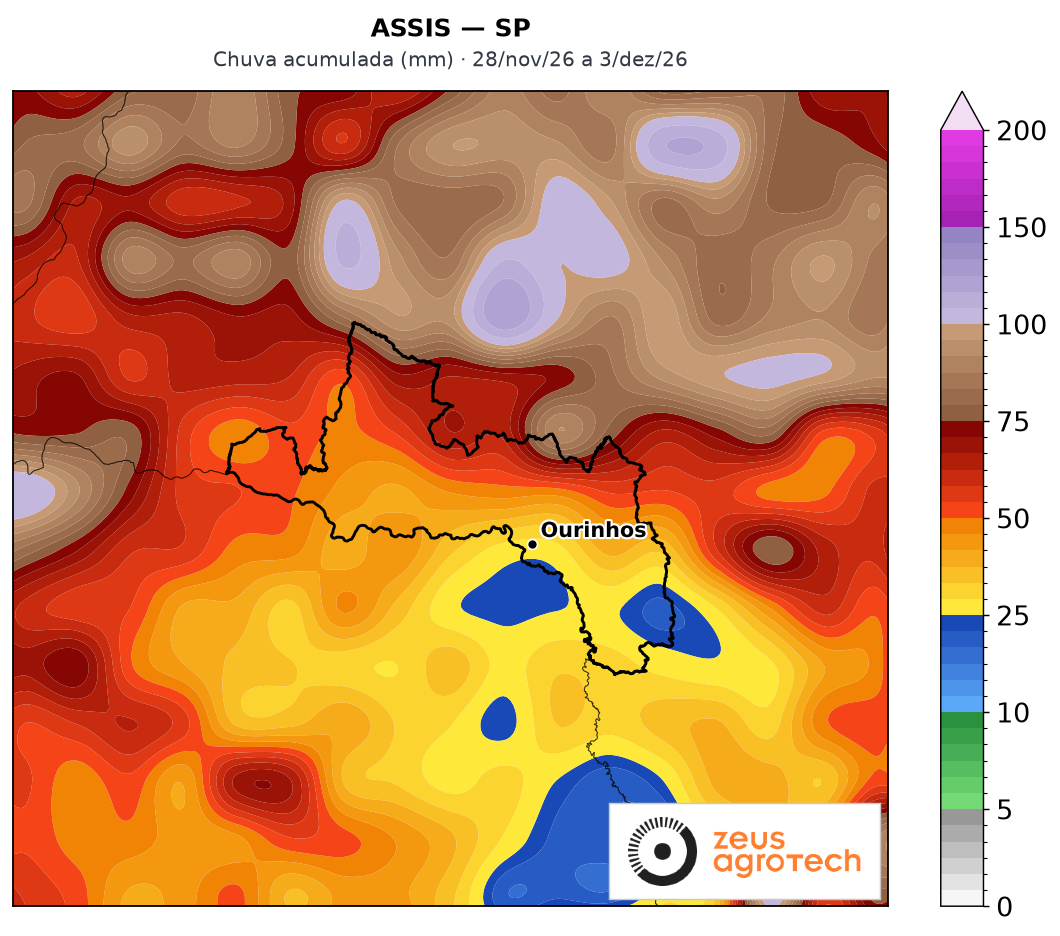 ASSIS — SP
Chuva acumulada (mm) · 28/nov/26 a 3/dez/26
200
150
100
75
50
25
10
5
0
Ourinhos
zeus
agrotech